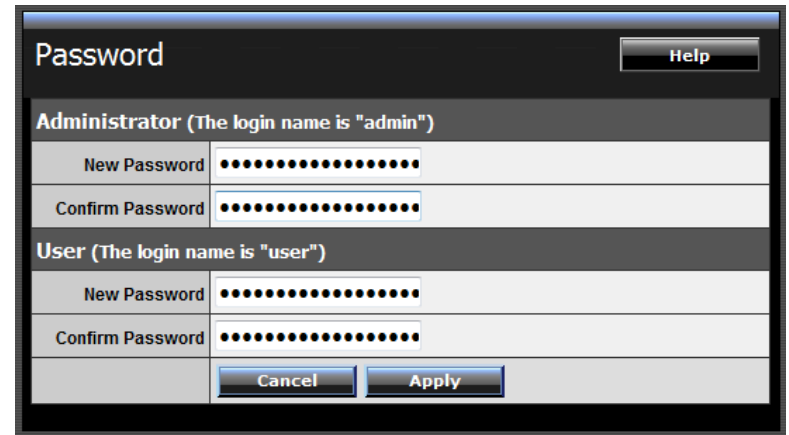 Password
Help
Administrator (The login name is "admin")
New Password ••••••••••••••••••
Confirm Password ••••••••••••••••••
User (The login name is "user")
New Password ••••••••••••••••••
Confirm Password ••••••••••••••••••
Cancel Apply